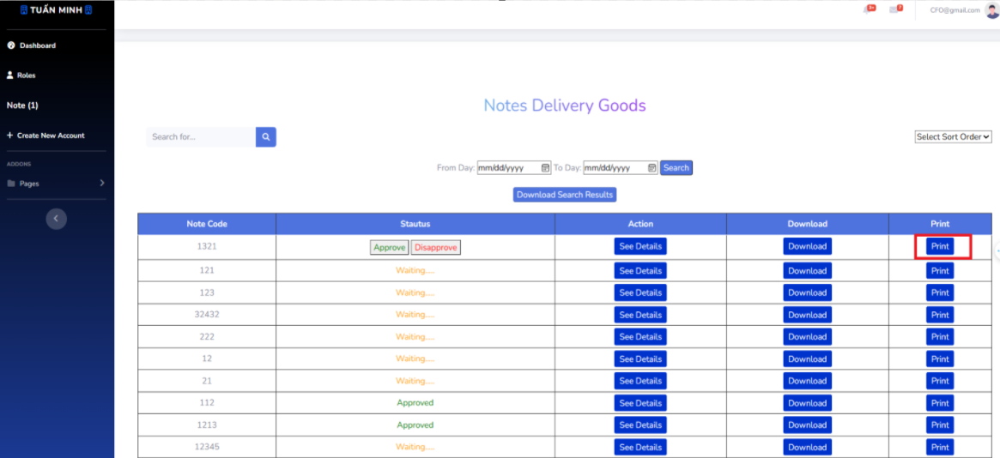 TUẤN MINH
3+
7
CFO@gmail.com
Dashboard
Roles
Note (1)
+ Create New Account
ADDONS
Pages
Notes Delivery Goods
Search for...
Select Sort Order
From Day: mm/dd/yyyy To Day: mm/dd/yyyy Search
Download Search Results
Note Code Stautus Action Download Print
1321 Approve Disapprove See Details Download Print
121 Waiting.... See Details Download Print
123 Waiting.... See Details Download Print
32432 Waiting.... See Details Download Print
222 Waiting.... See Details Download Print
12 Waiting.... See Details Download Print
21 Waiting.... See Details Download Print
112 Approved See Details Download Print
1213 Approved See Details Download Print
12345 Waiting.... See Details Download Print